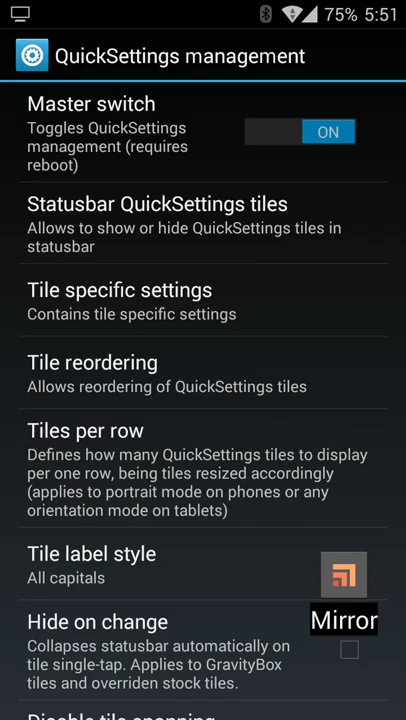 75% 5:51
QuickSettings management
Master switch
Toggles QuickSettings
management (requires
reboot)
ON
Statusbar QuickSettings tiles
Allows to show or hide QuickSettings tiles in
statusbar
Tile specific settings
Contains tile specific settings
Tile reordering
Allows reordering of QuickSettings tiles
Tiles per row
Defines how many QuickSettings tiles to display
per one row, being tiles resized accordingly
(applies to portrait mode on phones or any
orientation mode on tablets)
Tile label style
All capitals
Mirror
Hide on change
Collapses statusbar automatically on
tile single-tap. Applies to GravityBox
tiles and overriden stock tiles.
Disable tile spanning